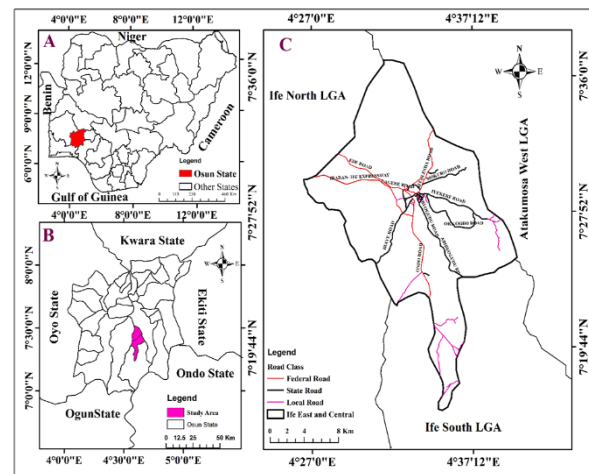 A
Niger
Benin
Cameroon
Gulf of Guinea
12°0'0"N
9°0'0"N
6°0'0"N
4°0'0"E
8°0'0"E
12°0'0"E
N
W
E
S
Legend
Osun State
Other States
B
Kwara State
Oyo State
Ekiti State
Ondo State
OgunState
8°0'0"N
7°30'0"N
7°0'0"N
4°0'0"E
4°30'0"E
5°0'0"E
N
W
E
S
Legend
Study Area
Osun State
0
12.5
25
50 Km
C
4°27'0"E
4°37'12"E
7°36'0"N
7°27'52"N
7°19'44"N
Ife North LGA
Atakumosa West LGA
Ife South LGA
N
W
E
S
EDE ROAD
IBADAN-IFE EXPRESSWAY
ONDO ROAD
Legend
Road Class
Federal Road
State Road
Local Road
Ife East and Central
0
2
4
8 Km
4°27'0"E
4°37'12"E